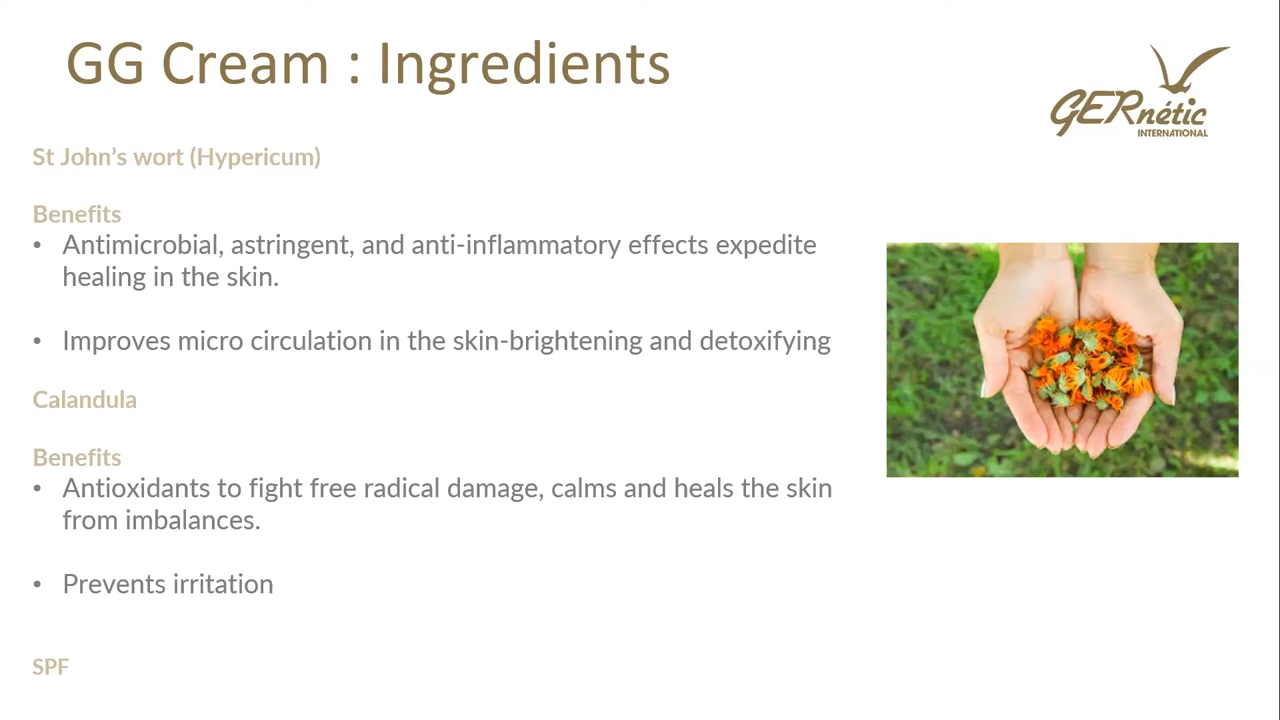 GG Cream : Ingredients
GERnétic
INTERNATIONAL
St John’s wort (Hypericum)
Benefits
• Antimicrobial, astringent, and anti-inflammatory effects expedite
healing in the skin.
• Improves micro circulation in the skin-brightening and detoxifying
Calandula
Benefits
• Antioxidants to fight free radical damage, calms and heals the skin
from imbalances.
• Prevents irritation
SPF